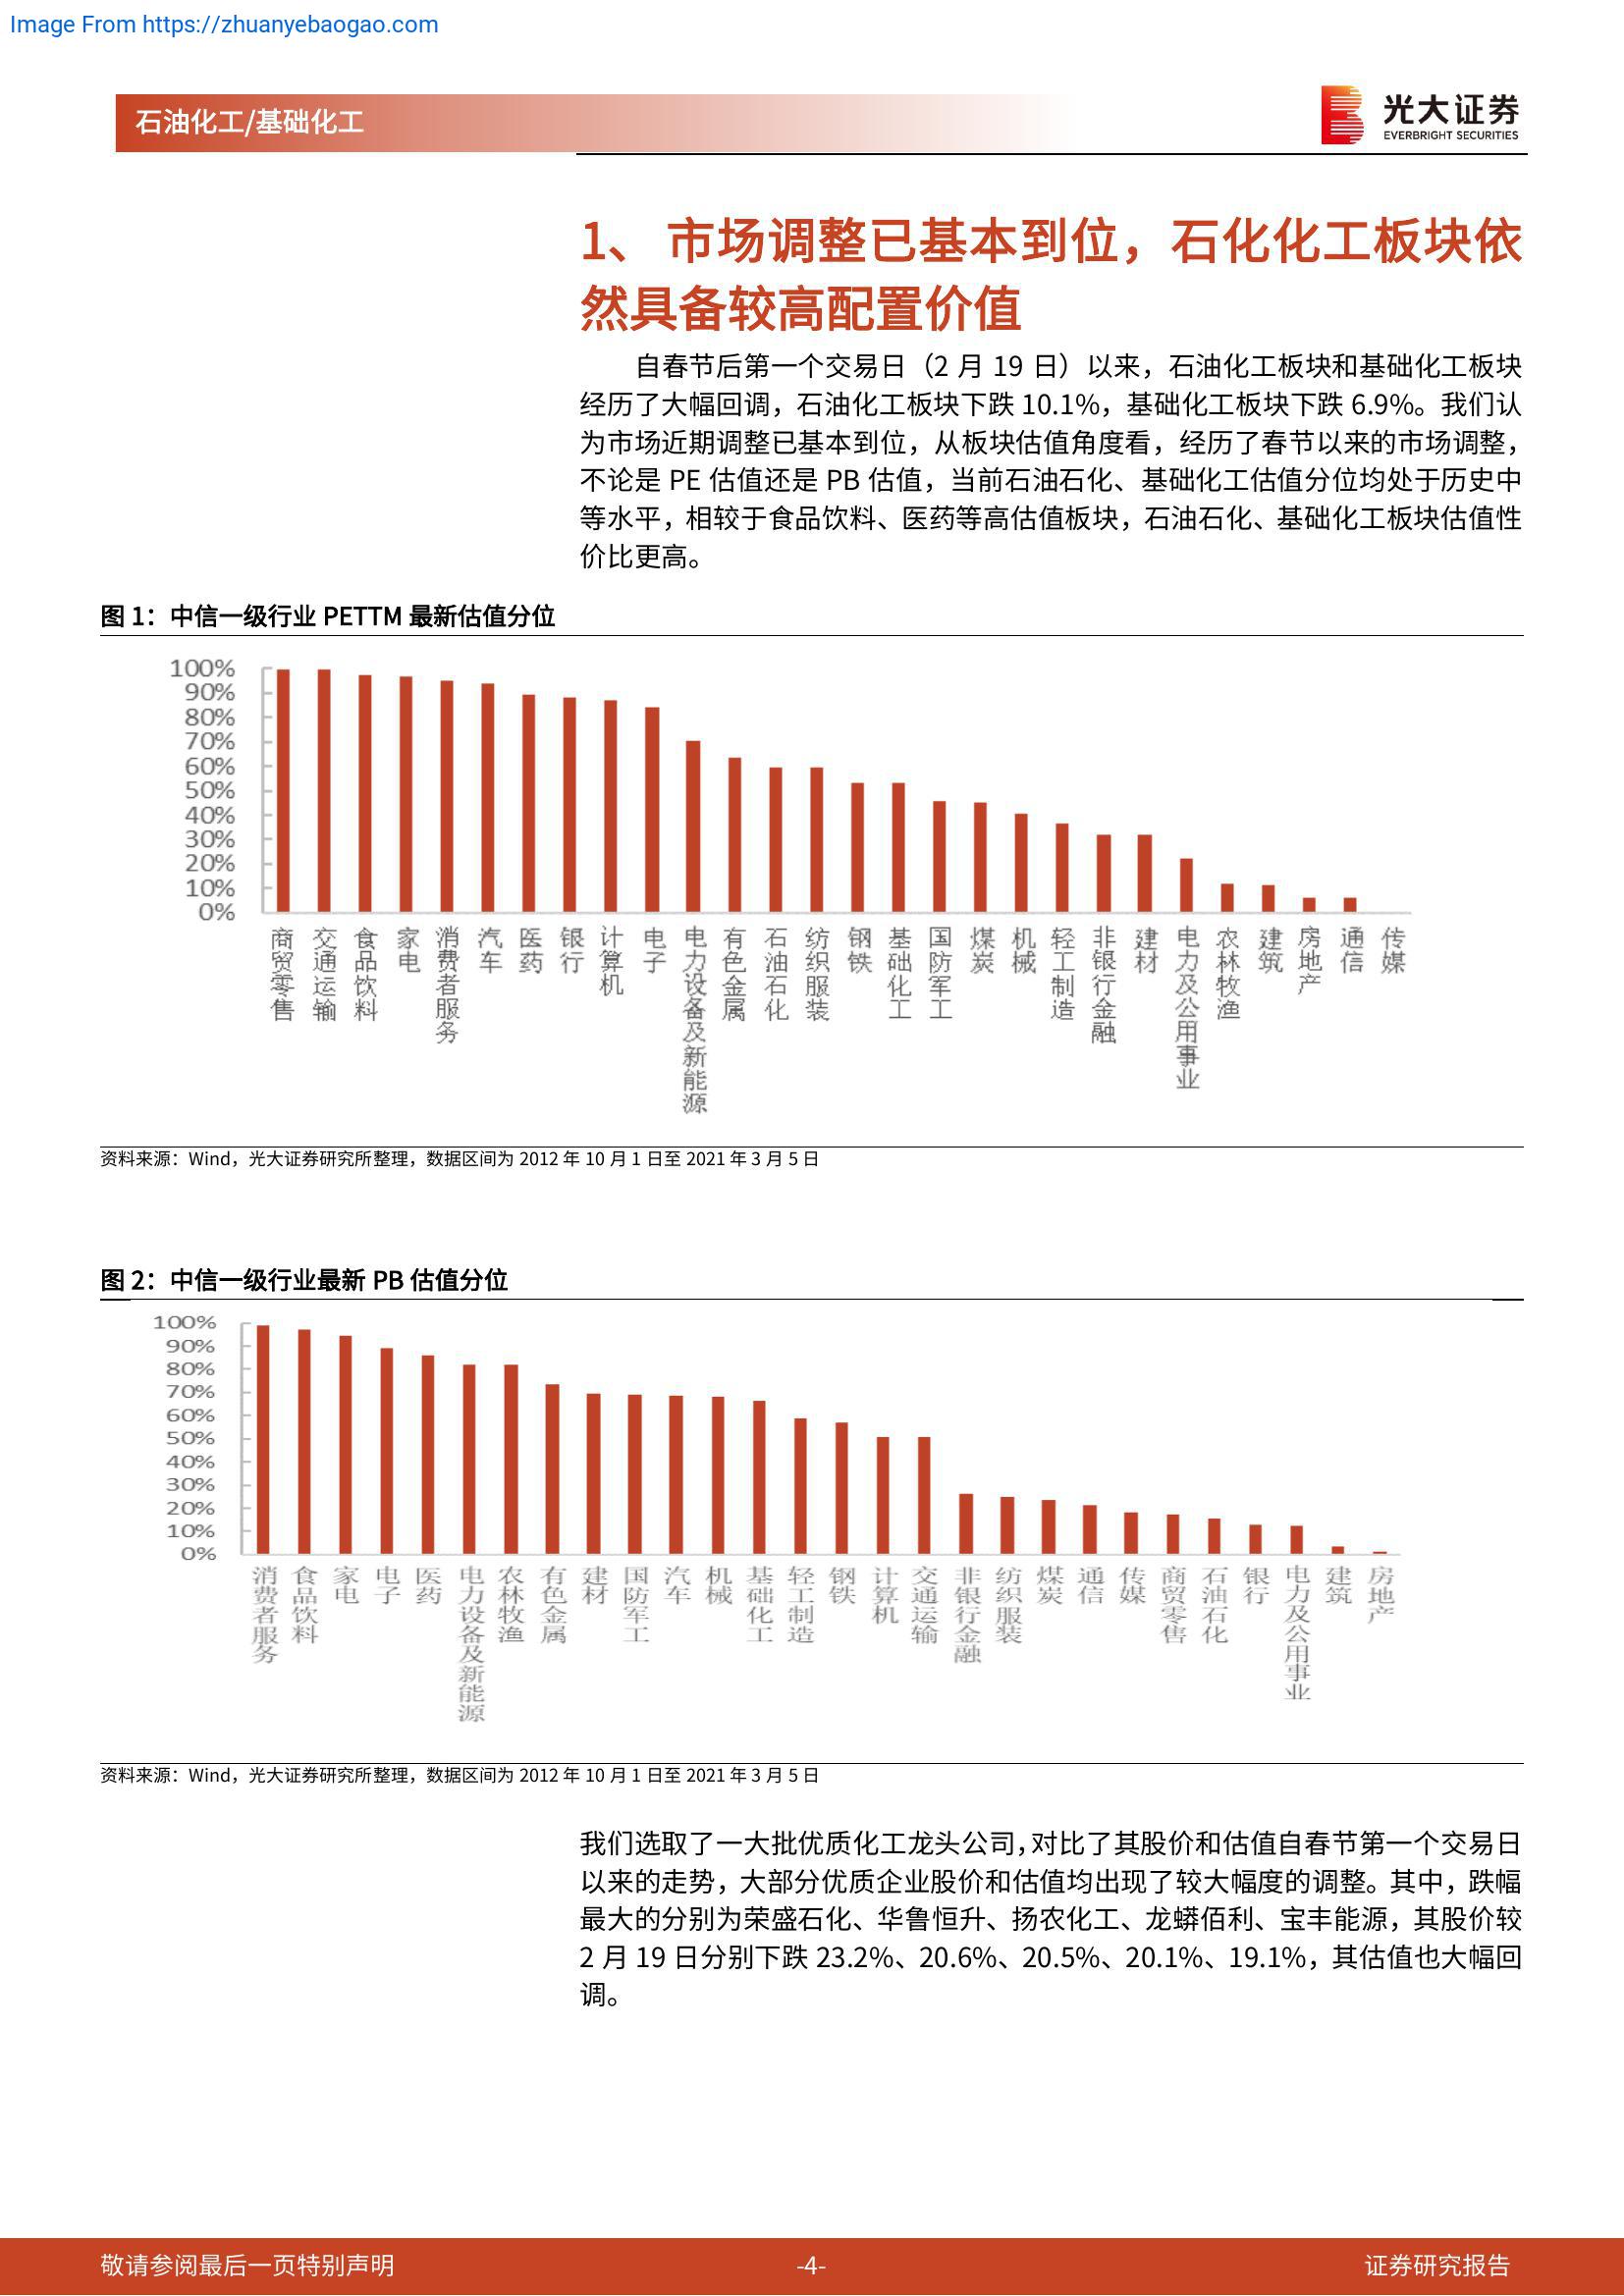 Image From https://zhuanyebaogao.com
石油化工/基础化工
光大证券
EVERBRIGHT SECURITIES
1、 市场调整已基本到位，石化化工板块依
然具备较高配置价值
自春节后第一个交易日（2 月 19 日）以来，石油化工板块和基础化工板块
经历了大幅回调，石油化工板块下跌 10.1%，基础化工板块下跌 6.9%。我们认
为市场近期调整已基本到位，从板块估值角度看，经历了春节以来的市场调整，
不论是 PE 估值还是 PB 估值，当前石油石化、基础化工估值分位均处于历史中
等水平，相较于食品饮料、医药等高估值板块，石油石化、基础化工板块估值性
价比更高。
图 1：中信一级行业 PETTM 最新估值分位
100%
90%
80%
70%
60%
50%
40%
30%
20%
10%
0%
商贸零售
交通运输
食品饮料
家电
消费者服务
汽车
医药
银行
计算机
电子
电力设备及新能源
有色金属
石油石化
纺织服装
钢铁
基础化工
国防军工
煤炭
机械
轻工制造
非银行金融
建材
电力及公用事业
农林牧渔
建筑
房地产
通信
传媒
资料来源：Wind，光大证券研究所整理，数据区间为 2012 年 10 月 1 日至 2021 年 3 月 5 日
图 2：中信一级行业最新 PB 估值分位
100%
90%
80%
70%
60%
50%
40%
30%
20%
10%
0%
消费者服务
食品饮料
家电
电子
医药
电力设备及新能源
农林牧渔
有色金属
建材
国防军工
汽车
机械
基础化工
轻工制造
钢铁
计算机
交通运输
非银行金融
纺织服装
煤炭
通信
传媒
商贸零售
石油石化
银行
电力及公用事业
建筑
房地产
资料来源：Wind，光大证券研究所整理，数据区间为 2012 年 10 月 1 日至 2021 年 3 月 5 日
我们选取了一大批优质化工龙头公司，对比了其股价和估值自春节第一个交易日
以来的走势，大部分优质企业股价和估值均出现了较大幅度的调整。其中，跌幅
最大的分别为荣盛石化、华鲁恒升、扬农化工、龙蟒佰利、宝丰能源，其股价较
2 月 19 日分别下跌 23.2%、20.6%、20.5%、20.1%、19.1%，其估值也大幅回
调。
敬请参阅最后一页特别声明
-4-
证券研究报告